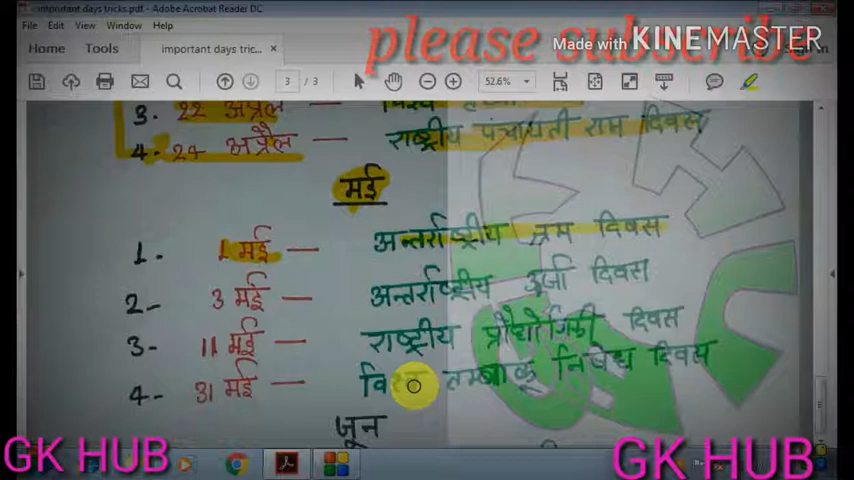 important days tricks.pdf - Adobe Acrobat Reader DC
File Edit View Window Help
please subscribe
Made with KINEMASTER
Home Tools important days tric... × Sign In
3 / 3 52.6%
3. 22 अप्रैल — विश्व
4. 24 अप्रैल — राष्ट्रीय पंचायती राम दिवस
मई
1. 1 मई — अन्तर्राष्ट्रीय श्रम दिवस
2- 3 मई — अन्तर्राष्ट्रीय उर्जा दिवस
3- 11 मई — राष्ट्रीय प्रौद्योगिकी दिवस
4- 31 मई — विश्व तम्बाकू निषेध दिवस
जून
GK HUB GK HUB